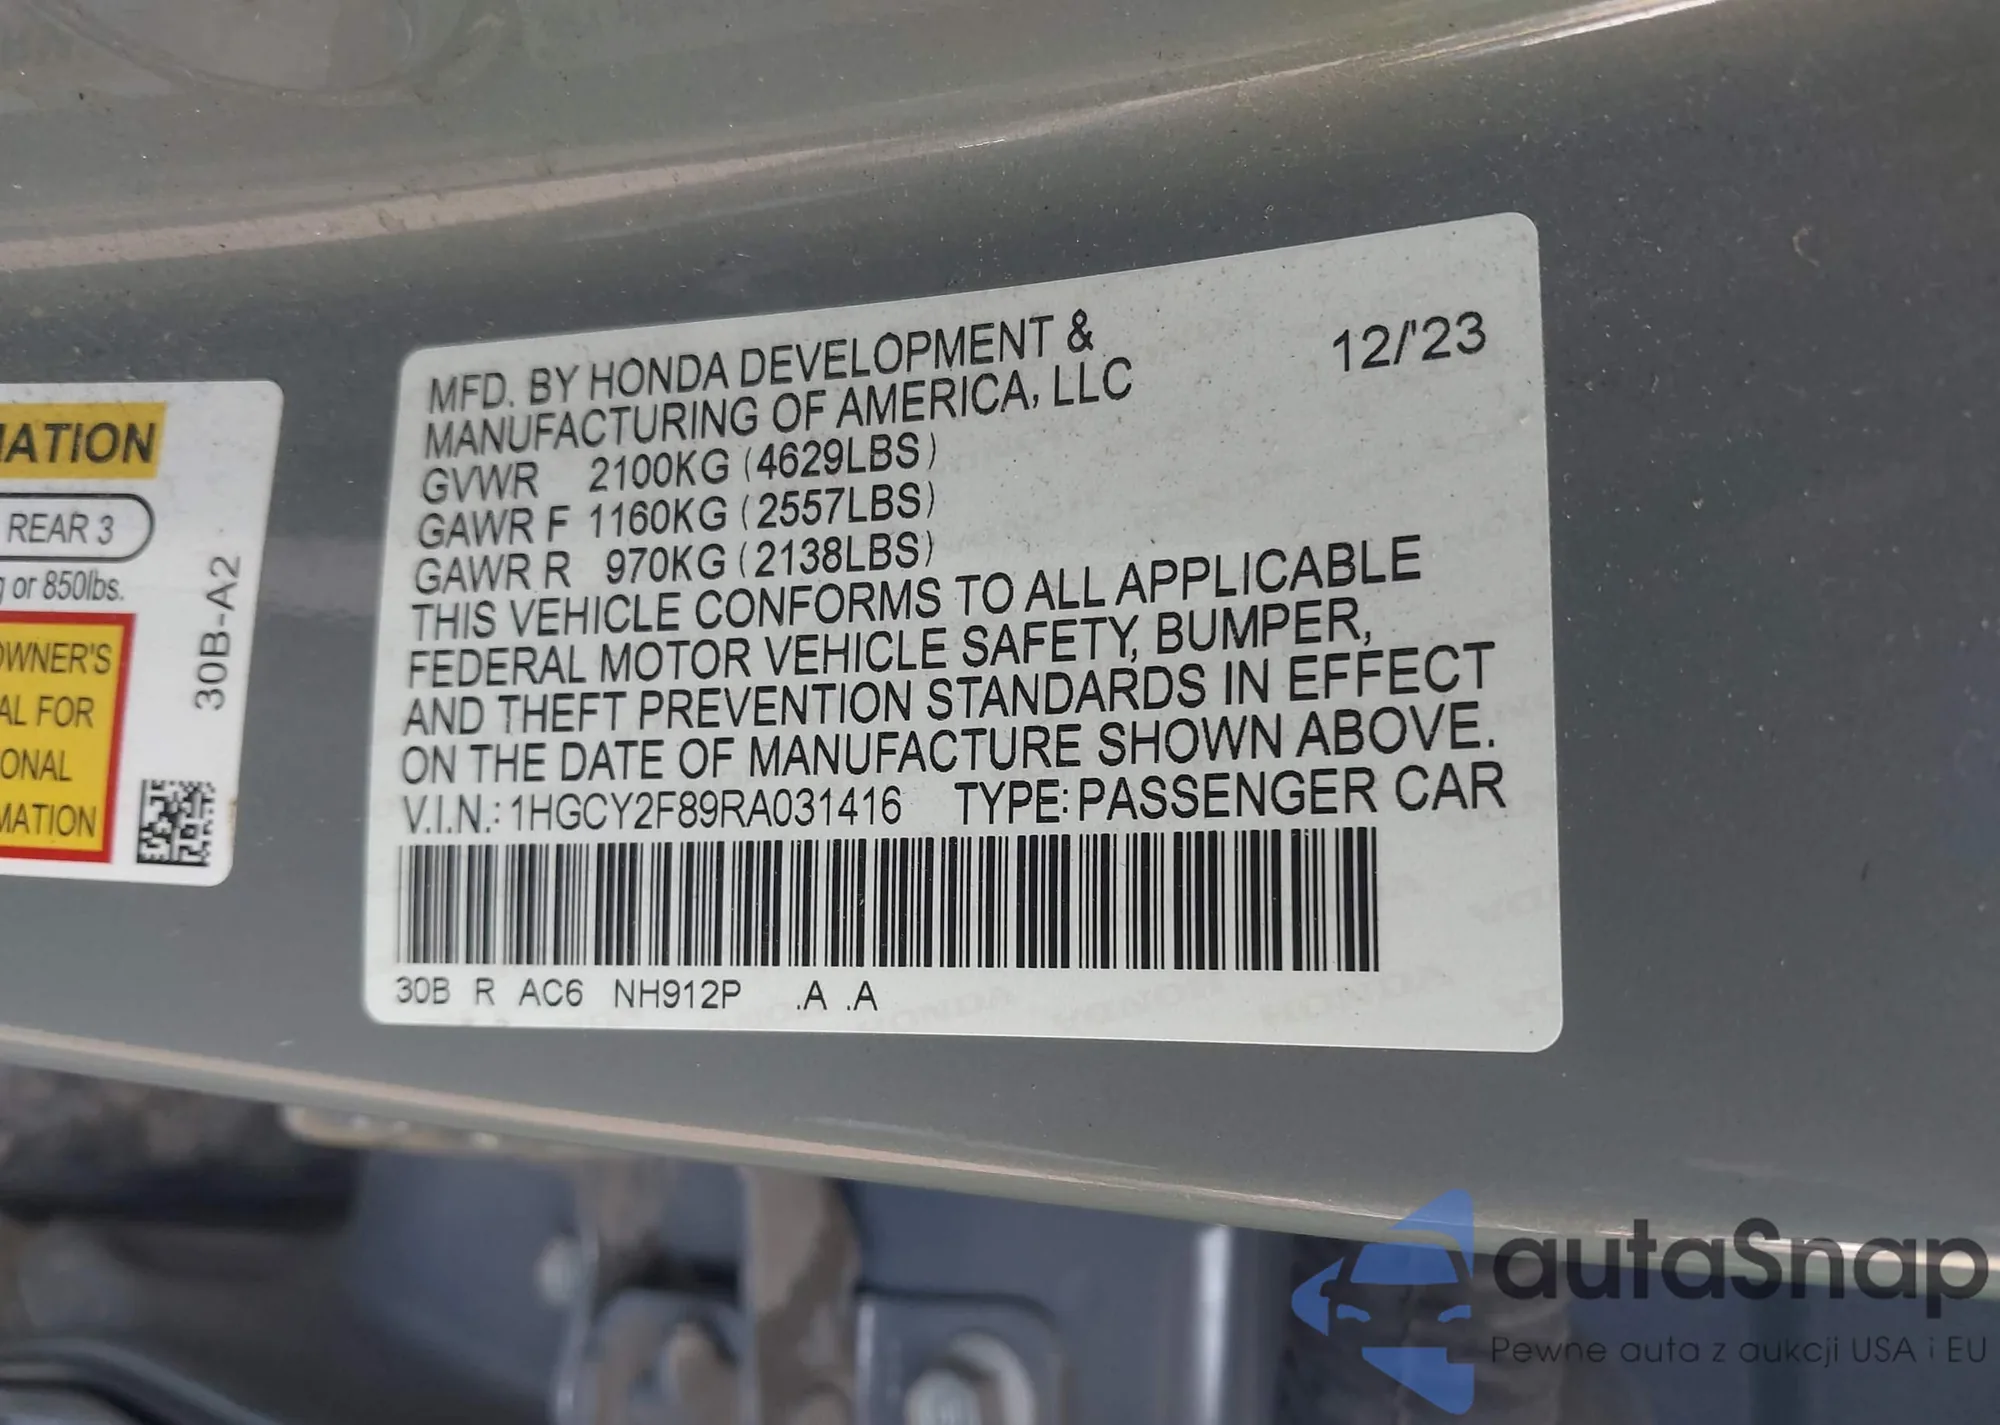 MATION
REAR 3
g or 850lbs.
OWNER'S
AL FOR
ONAL
MATION
30B-A2
MFD. BY HONDA DEVELOPMENT &
MANUFACTURING OF AMERICA, LLC
12/'23
GVWR 2100KG (4629LBS)
GAWR F 1160KG (2557LBS)
GAWR R 970KG (2138LBS)
THIS VEHICLE CONFORMS TO ALL APPLICABLE
FEDERAL MOTOR VEHICLE SAFETY, BUMPER,
AND THEFT PREVENTION STANDARDS IN EFFECT
ON THE DATE OF MANUFACTURE SHOWN ABOVE.
V.I.N.: 1HGCY2F89RA031416 TYPE: PASSENGER CAR
30B R AC6 NH912P .A .A
autaSnap
Pewne auta z aukcji USA i EU